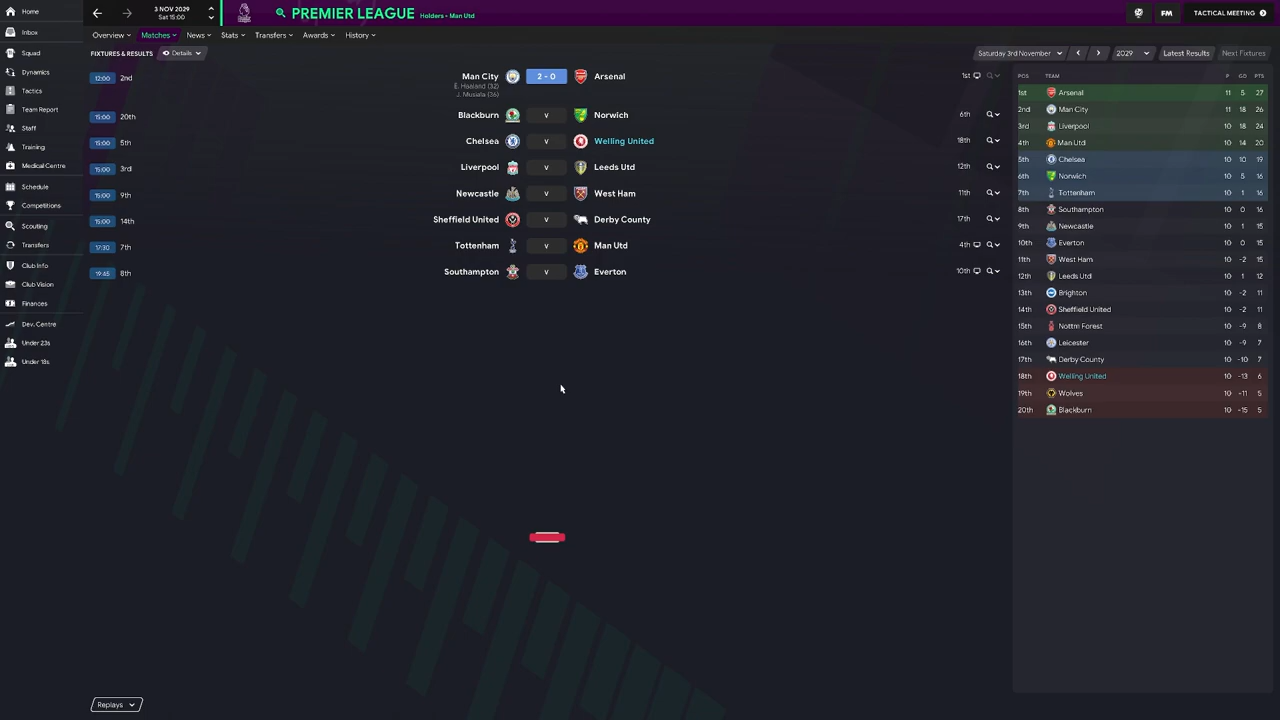 Home
Inbox
Squad
Dynamics
Tactics
Team Report
Staff
Training
Medical Centre
Schedule
Competitions
Scouting
Transfers
Club Info
Club Vision
Finances
Dev. Centre
Under 23s
Under 18s
3 NOV 2029
Sat 15:00
PREMIER LEAGUE Holders • Man Utd
FM
TACTICAL MEETING
Overview Matches News Stats Transfers Awards History
FIXTURES & RESULTS Details
Saturday 3rd November 2029 Latest Results Next Fixtures
12:00 2nd Man City 2 - 0 Arsenal 1st
E. Haaland (32)
J. Musiala (36)
15:00 20th Blackburn v Norwich 6th
15:00 5th Chelsea v Welling United 18th
15:00 3rd Liverpool v Leeds Utd 12th
15:00 9th Newcastle v West Ham 11th
15:00 14th Sheffield United v Derby County 17th
17:30 7th Tottenham v Man Utd 4th
19:45 8th Southampton v Everton 10th
POS TEAM P GD PTS
1st Arsenal 11 5 27
2nd Man City 11 18 26
3rd Liverpool 10 18 24
4th Man Utd 10 14 20
5th Chelsea 10 10 19
6th Norwich 10 5 16
7th Tottenham 10 1 16
8th Southampton 10 0 16
9th Newcastle 10 1 15
10th Everton 10 0 15
11th West Ham 10 -2 15
12th Leeds Utd 10 1 12
13th Brighton 10 -2 11
14th Sheffield United 10 -2 11
15th Nottm Forest 10 -9 8
16th Leicester 10 -9 7
17th Derby County 10 -10 7
18th Welling United 10 -13 6
19th Wolves 10 -11 5
20th Blackburn 10 -15 5
Replays